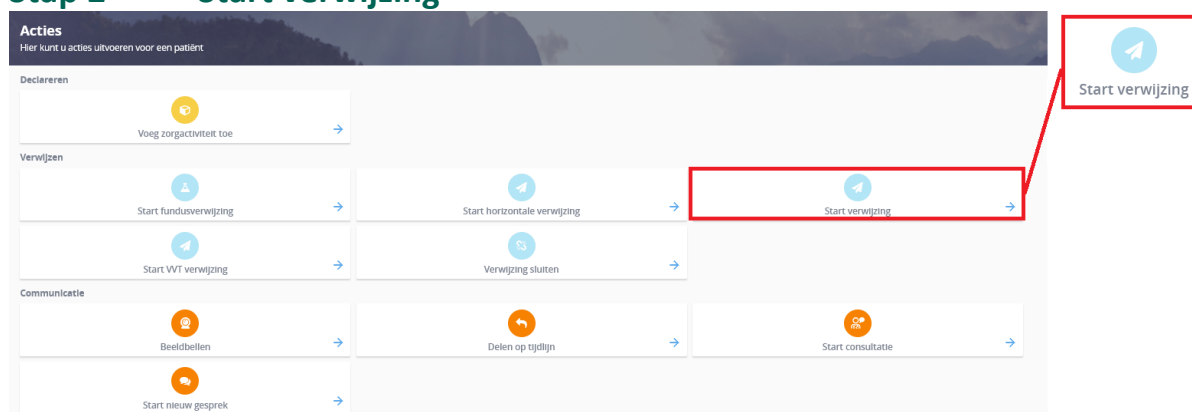 Stap 2 Start verwijzing
Acties
Hier kunt u acties uitvoeren voor een patiënt
Start verwijzing
Declareren
Voeg zorgactiviteit toe
Verwijzen
Start fundusverwijzing
Start horizontale verwijzing
Start verwijzing
Start VVT verwijzing
Verwijzing sluiten
Communicatie
Beeldbellen
Delen op tijdlijn
Start consultatie
Start nieuw gesprek